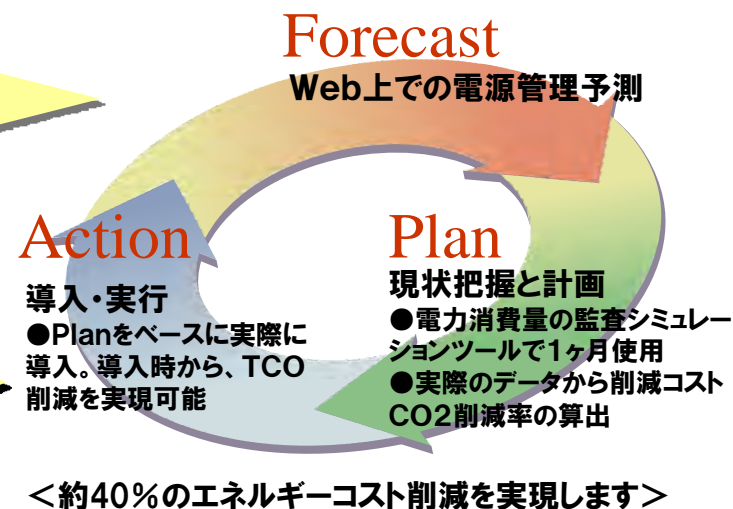 Forecast
Web上での電源管理予測
Action
導入・実行
●Planをベースに実際に
導入。導入時から、TCO
削減を実現可能
Plan
現状把握と計画
●電力消費量の監査シミュレー
ションツールで1ヶ月使用
●実際のデータから削減コスト
CO2削減率の算出
＜約40％のエネルギーコスト削減を実現します＞